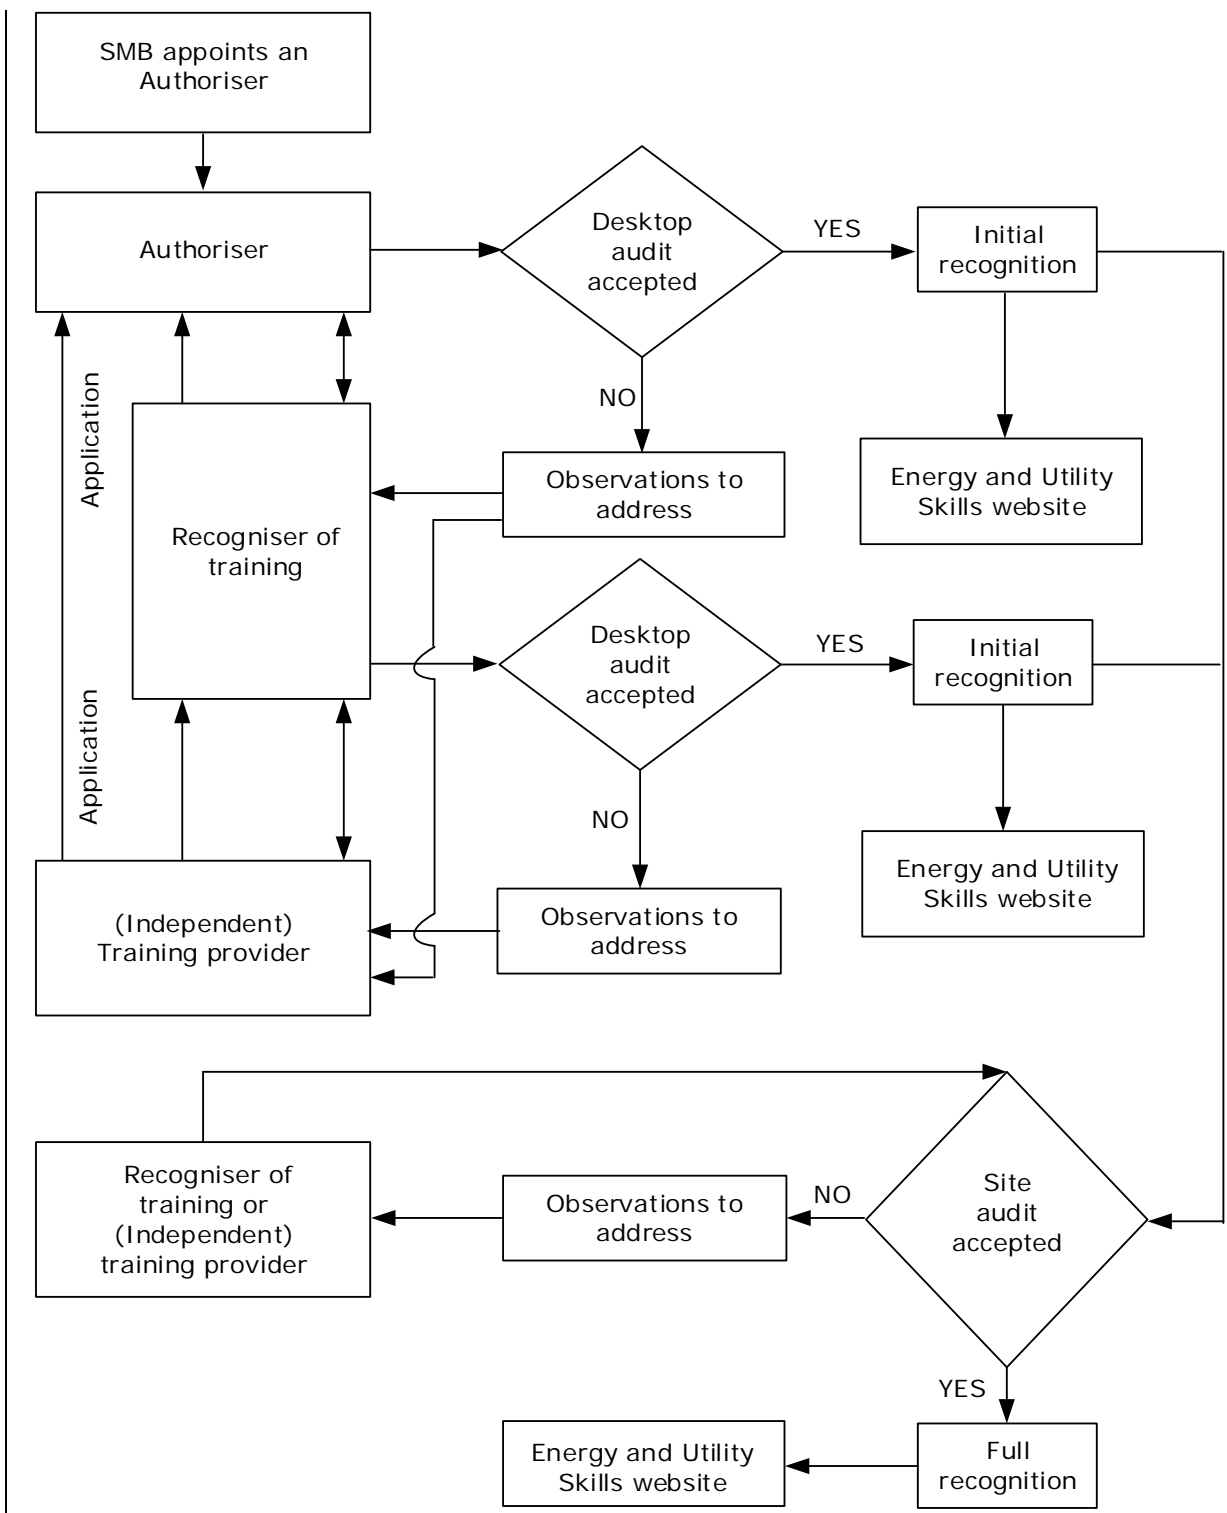 SMB appoints an
Authoriser
Authoriser
Desktop
audit
accepted
YES
Initial
recognition
NO
Application
Observations to
address
Energy and Utility
Skills website
Recogniser of
training
Desktop
audit
accepted
YES
Initial
recognition
Application
NO
Energy and Utility
Skills website
(Independent)
Training provider
Observations to
address
Recogniser of
training or
(Independent)
training provider
Observations to
address
NO
Site
audit
accepted
YES
Energy and Utility
Skills website
Full
recognition